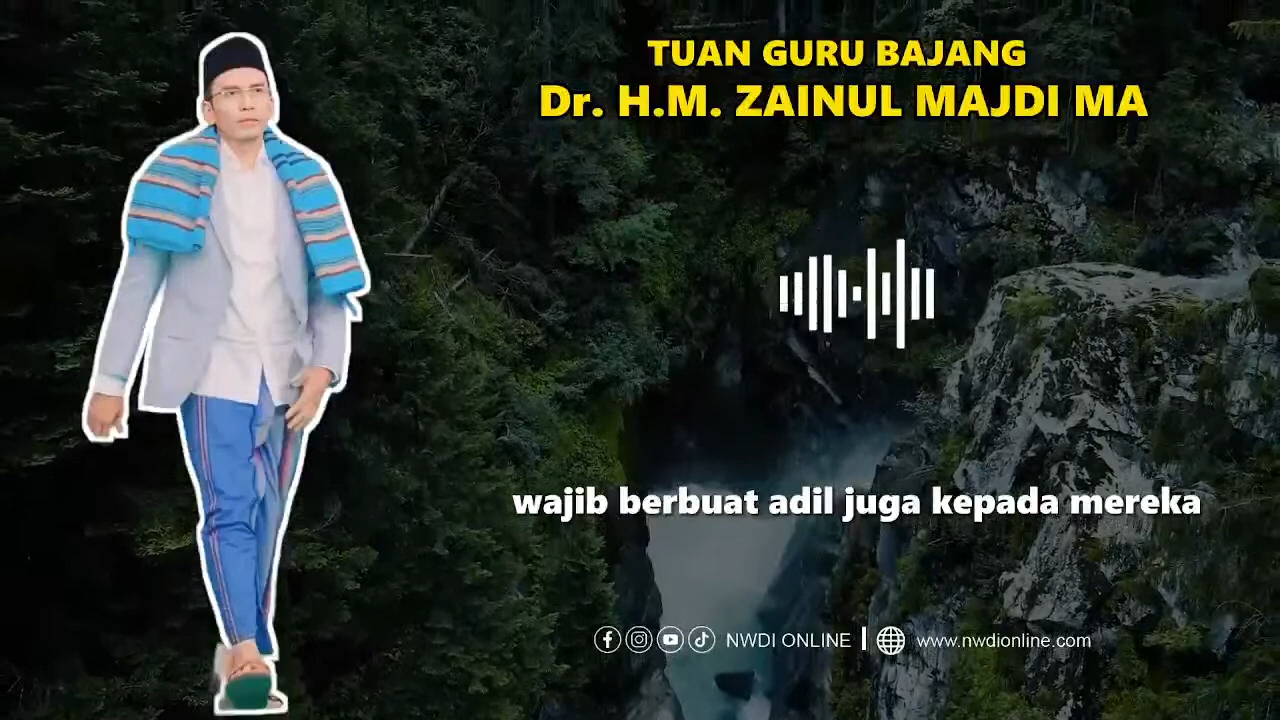 TUAN GURU BAJANG
Dr. H.M. ZAINUL MAJDI MA
wajib berbuat adil juga kepada mereka
NWDI ONLINE | www.nwdionline.com